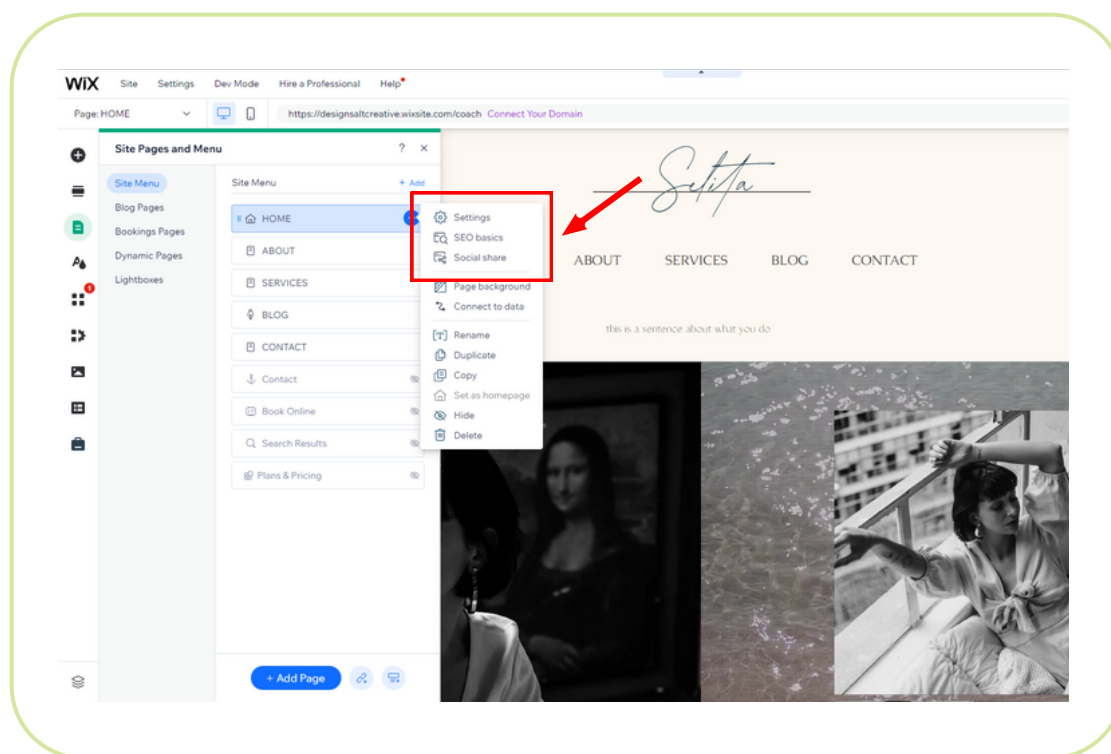 WiX Site Settings Dev Mode Hire a Professional Help
Page: HOME https://designsaltcreative.wixsite.com/coach Connect Your Domain
Site Pages and Menu ? ×
Site Menu
Blog Pages
Bookings Pages
Dynamic Pages
Lightboxes
1
Site Menu + Add
HOME
ABOUT
SERVICES
BLOG
CONTACT
Contact
Book Online
Search Results
Plans & Pricing
+ Add Page
Settings
SEO basics
Social share
Page background
Connect to data
[T] Rename
Duplicate
Copy
Set as homepage
Hide
Delete
Selita
ABOUT SERVICES BLOG CONTACT
this is a sentence about what you do